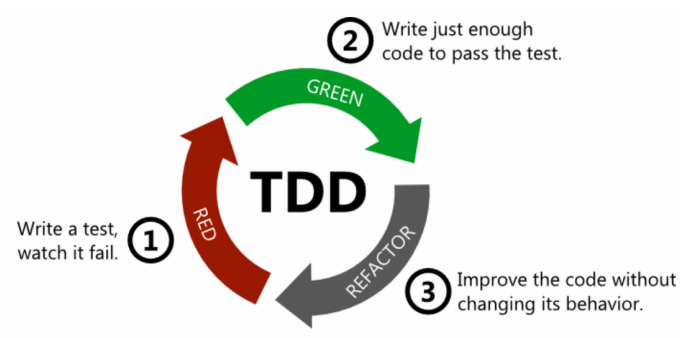 2
Write just enough
code to pass the test.
GREEN
TDD
RED
Write a test,
watch it fail.
1
REFACTOR
3
Improve the code without
changing its behavior.